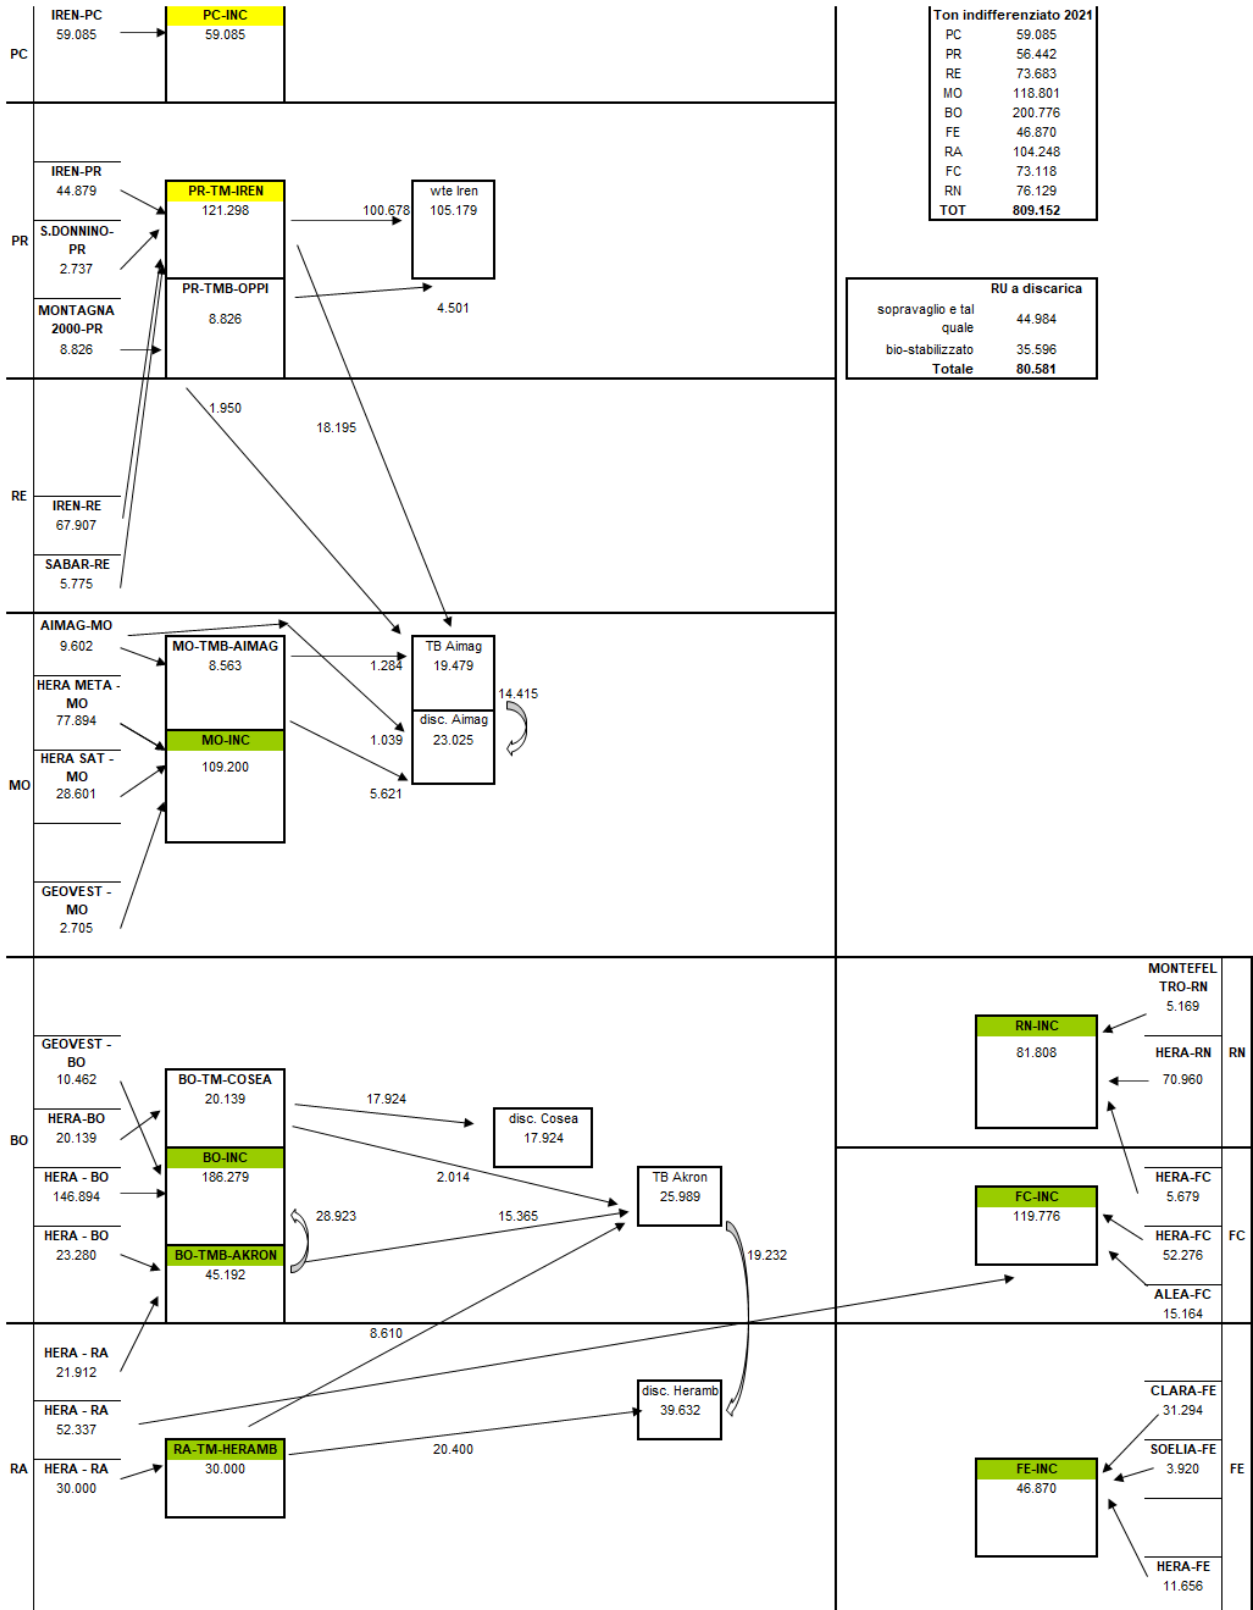 PC
IREN-PC
59.085
PC-INC
59.085
Ton indifferenziato 2021
PC 59.085
PR 56.442
RE 73.683
MO 118.801
BO 200.776
FE 46.870
RA 104.248
FC 73.118
RN 76.129
TOT 809.152
PR
IREN-PR
44.879
S.DONNINO-
PR
2.737
MONTAGNA
2000-PR
8.826
PR-TM-IREN
121.298
PR-TMB-OPPI
8.826
100.678
wte Iren
105.179
4.501
RU a discarica
sopravaglio e tal
quale
44.984
bio-stabilizzato 35.596
Totale 80.581
1.950
18.195
RE
IREN-RE
67.907
SABAR-RE
5.775
MO
AIMAG-MO
9.602
HERA META -
MO
77.894
HERA SAT -
MO
28.601
GEOVEST -
MO
2.705
MO-TMB-AIMAG
8.563
MO-INC
109.200
1.284
1.039
5.621
TB Aimag
19.479
14.415
disc. Aimag
23.025
BO
GEOVEST -
BO
10.462
HERA-BO
20.139
HERA - BO
146.894
HERA - BO
23.280
BO-TM-COSEA
20.139
BO-INC
186.279
BO-TMB-AKRON
45.192
17.924
disc. Cosea
17.924
2.014
28.923
15.365
TB Akron
25.989
19.232
MONTEFEL
TRO-RN
5.169
RN-INC
81.808
HERA-RN
70.960
RN
HERA-FC
5.679
FC-INC
119.776
HERA-FC
52.276
FC
ALEA-FC
15.164
RA
HERA - RA
21.912
HERA - RA
52.337
HERA - RA
30.000
8.610
RA-TM-HERAMB
30.000
20.400
disc. Heramb
39.632
CLARA-FE
31.294
SOELIA-FE
3.920
FE
FE-INC
46.870
HERA-FE
11.656